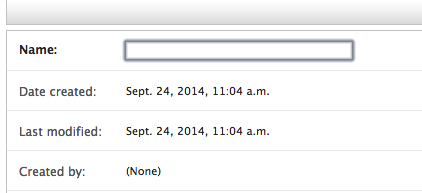 Name:
Date created: Sept. 24, 2014, 11:04 a.m.
Last modified: Sept. 24, 2014, 11:04 a.m.
Created by: (None)